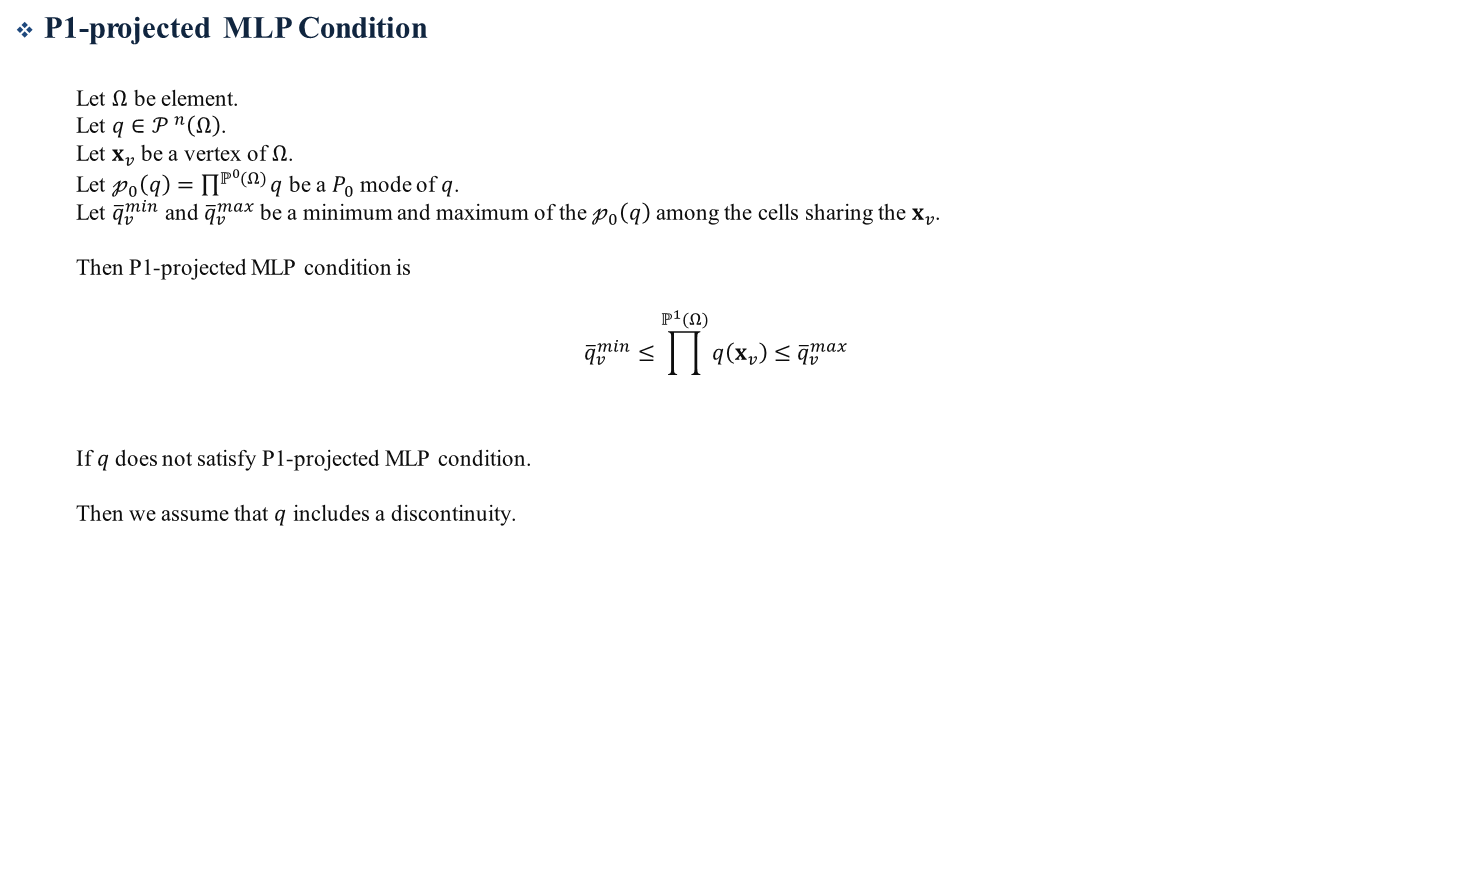 ❖ P1-projected MLP Condition
Let Ω be element.
Let 𝑞 ∈ 𝒫 ⁿ(Ω).
Let 𝐱ᵥ be a vertex of Ω.
Let 𝓅₀(𝑞) = ∏^{ℙ⁰(Ω)} 𝑞 be a 𝑃₀ mode of 𝑞.
Let q̄ᵥ^{min} and q̄ᵥ^{max} be a minimum and maximum of the 𝓅₀(𝑞) among the cells sharing the 𝐱ᵥ.
Then P1-projected MLP condition is
q̄ᵥ^{min} ≤ ∏^{ℙ¹(Ω)} 𝑞(𝐱ᵥ) ≤ q̄ᵥ^{max}
If 𝑞 does not satisfy P1-projected MLP condition.
Then we assume that 𝑞 includes a discontinuity.